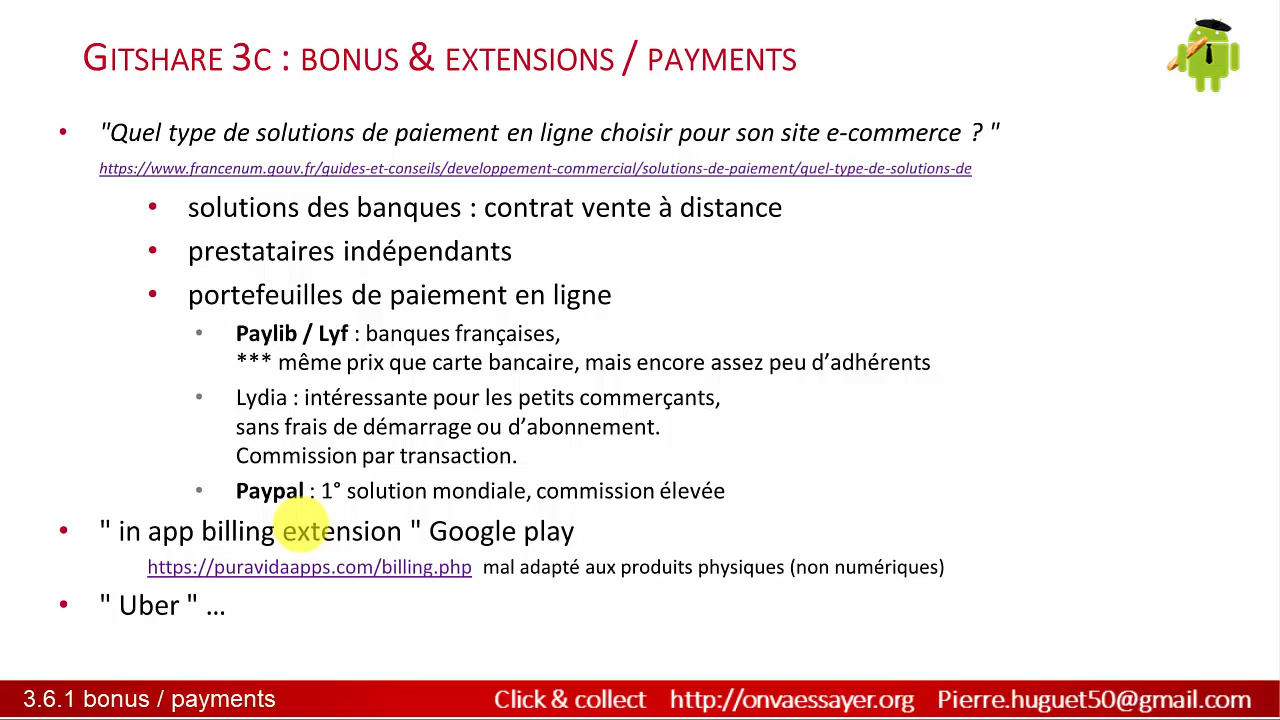 GITSHARE 3C : BONUS & EXTENSIONS / PAYMENTS
• "Quel type de solutions de paiement en ligne choisir pour son site e-commerce ? "
https://www.francenum.gouv.fr/guides-et-conseils/developpement-commercial/solutions-de-paiement/quel-type-de-solutions-de
• solutions des banques : contrat vente à distance
• prestataires indépendants
• portefeuilles de paiement en ligne
• Paylib / Lyf : banques françaises,
*** même prix que carte bancaire, mais encore assez peu d’adhérents
• Lydia : intéressante pour les petits commerçants,
sans frais de démarrage ou d’abonnement.
Commission par transaction.
• Paypal : 1° solution mondiale, commission élevée
• " in app billing extension " Google play
https://puravidaapps.com/billing.php mal adapté aux produits physiques (non numériques)
• " Uber " ...
3.6.1 bonus / payments Click & collect http://onvaessayer.org Pierre.huguet50@gmail.com